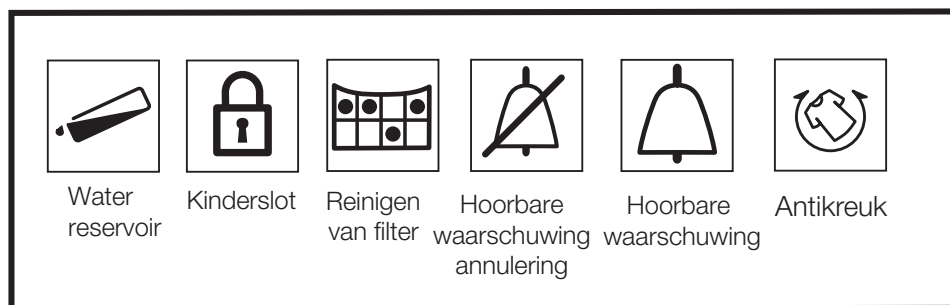 Water
reservoir
Kinderslot
Reinigen
van filter
Hoorbare
waarschuwing
annulering
Hoorbare
waarschuwing
Antikreuk